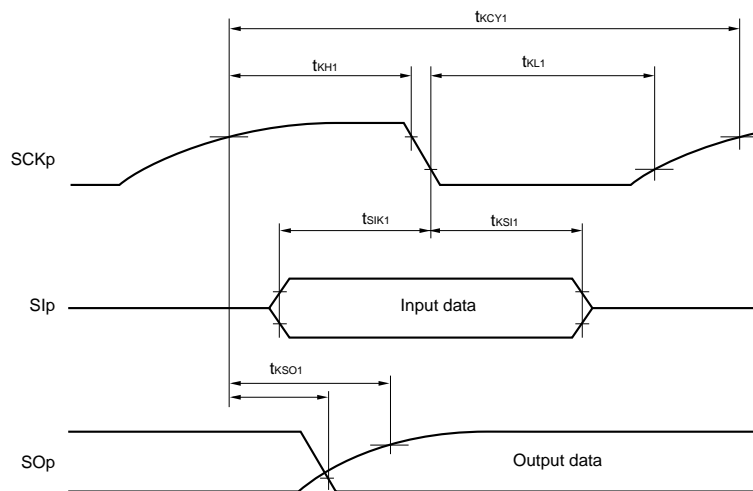 tKCY1
tKH1
tKL1
SCKp
tSIK1
tKSI1
SIp
Input data
tKSO1
SOp
Output data